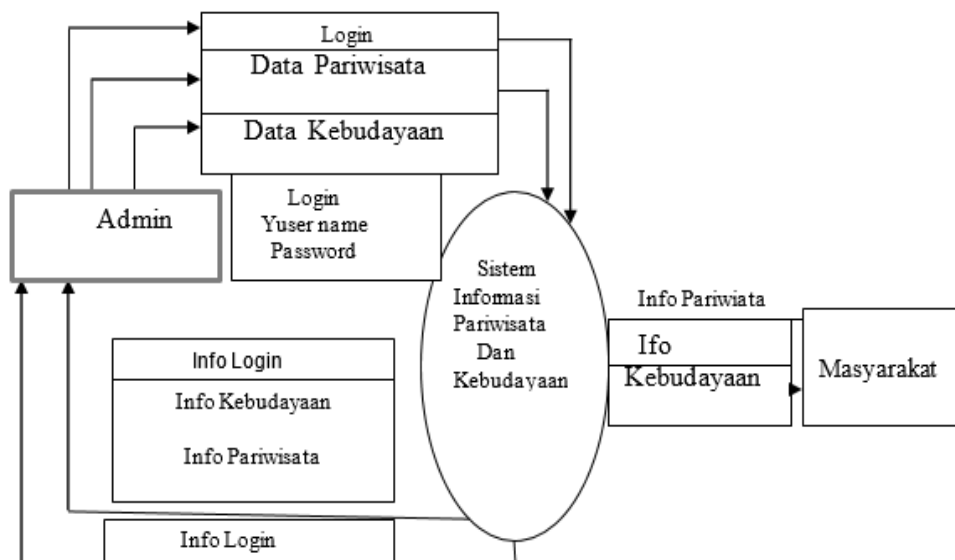 Login
Data Pariwisata
Data Kebudayaan
Login
Yuser name
Password
Admin
Sistem
Informasi
Pariwisata
Dan
Kebudayaan
Info Pariwiata
Ifo
Kebudayaan
Masyarakat
Info Login
Info Kebudayaan
Info Pariwisata
Info Login